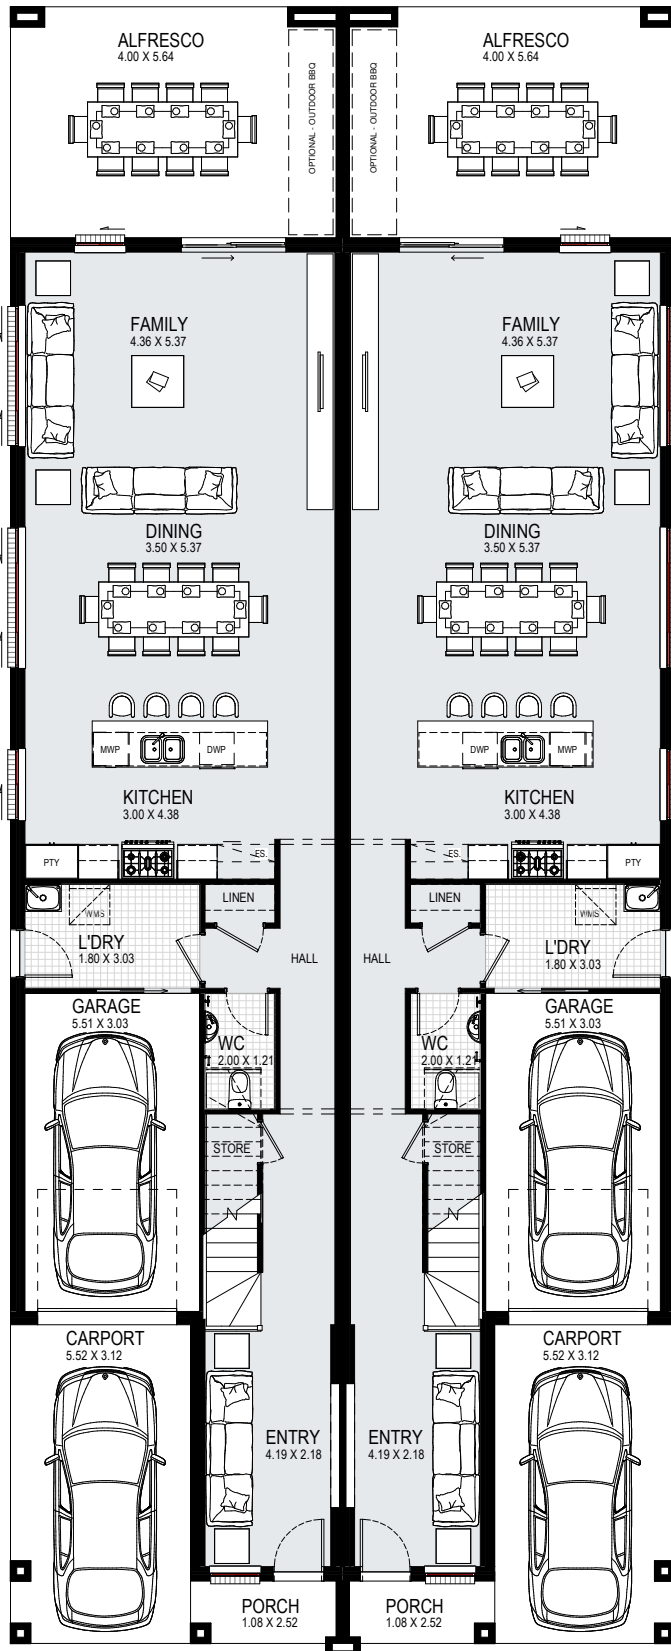 ALFRESCO
4.00 X 5.64
OPTIONAL - OUTDOOR BBQ
OPTIONAL - OUTDOOR BBQ
ALFRESCO
4.00 X 5.64
FAMILY
4.36 X 5.37
FAMILY
4.36 X 5.37
DINING
3.50 X 5.37
DINING
3.50 X 5.37
MWP
DWP
DWP
MWP
KITCHEN
3.00 X 4.38
KITCHEN
3.00 X 4.38
PTY
ES.
ES.
PTY
WMS
LINEN
LINEN
WMS
L'DRY
1.80 X 3.03
HALL
HALL
L'DRY
1.80 X 3.03
GARAGE
5.51 X 3.03
GARAGE
5.51 X 3.03
WC
2.00 X 1.21
WC
2.00 X 1.21
STORE
STORE
N
N
CARPORT
5.52 X 3.12
CARPORT
5.52 X 3.12
ENTRY
4.19 X 2.18
ENTRY
4.19 X 2.18
PORCH
1.08 X 2.52
PORCH
1.08 X 2.52